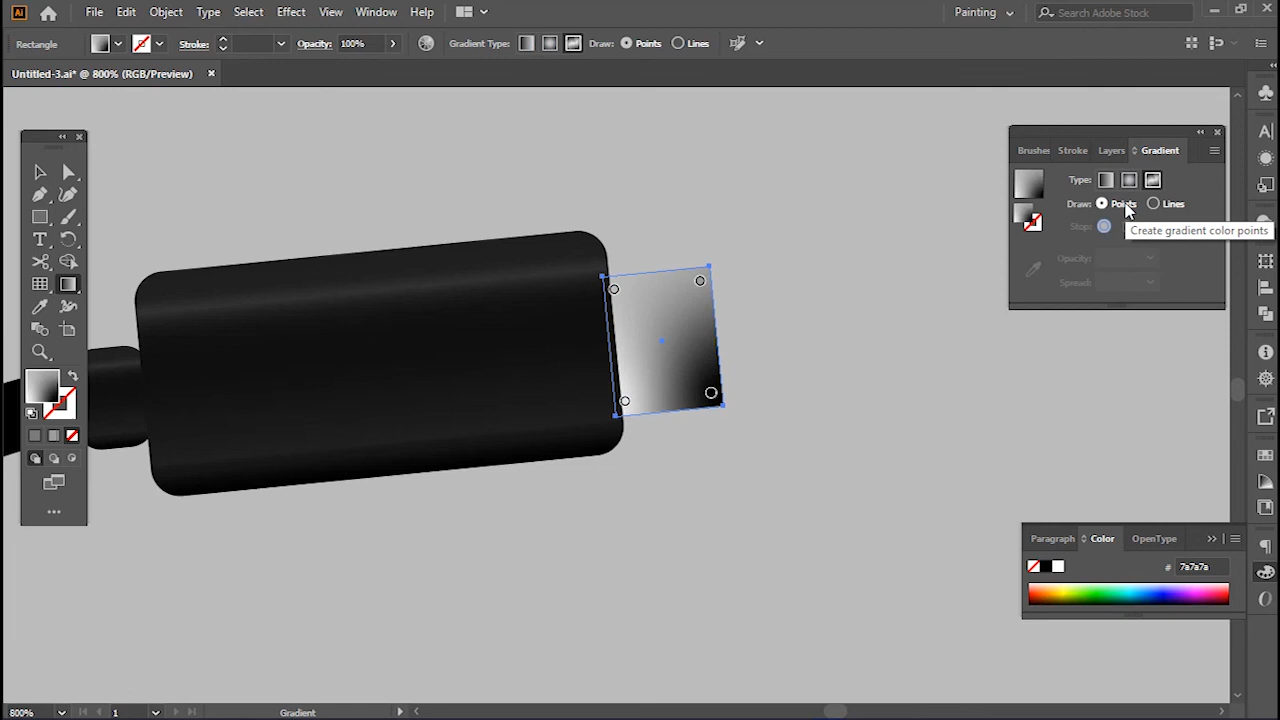 Ai File Edit Object Type Select Effect View Window Help Painting Search Adobe Stock
Rectangle Stroke: Opacity: 100% Gradient Type: Draw: Points Lines
Untitled-3.ai* @ 800% (RGB/Preview)
Brushes Stroke Layers Gradient
Type:
Draw: Points Lines
Stop:
Create gradient color points
Opacity:
Spread:
Paragraph Color OpenType
# 7a7a7a
800% 1 Gradient